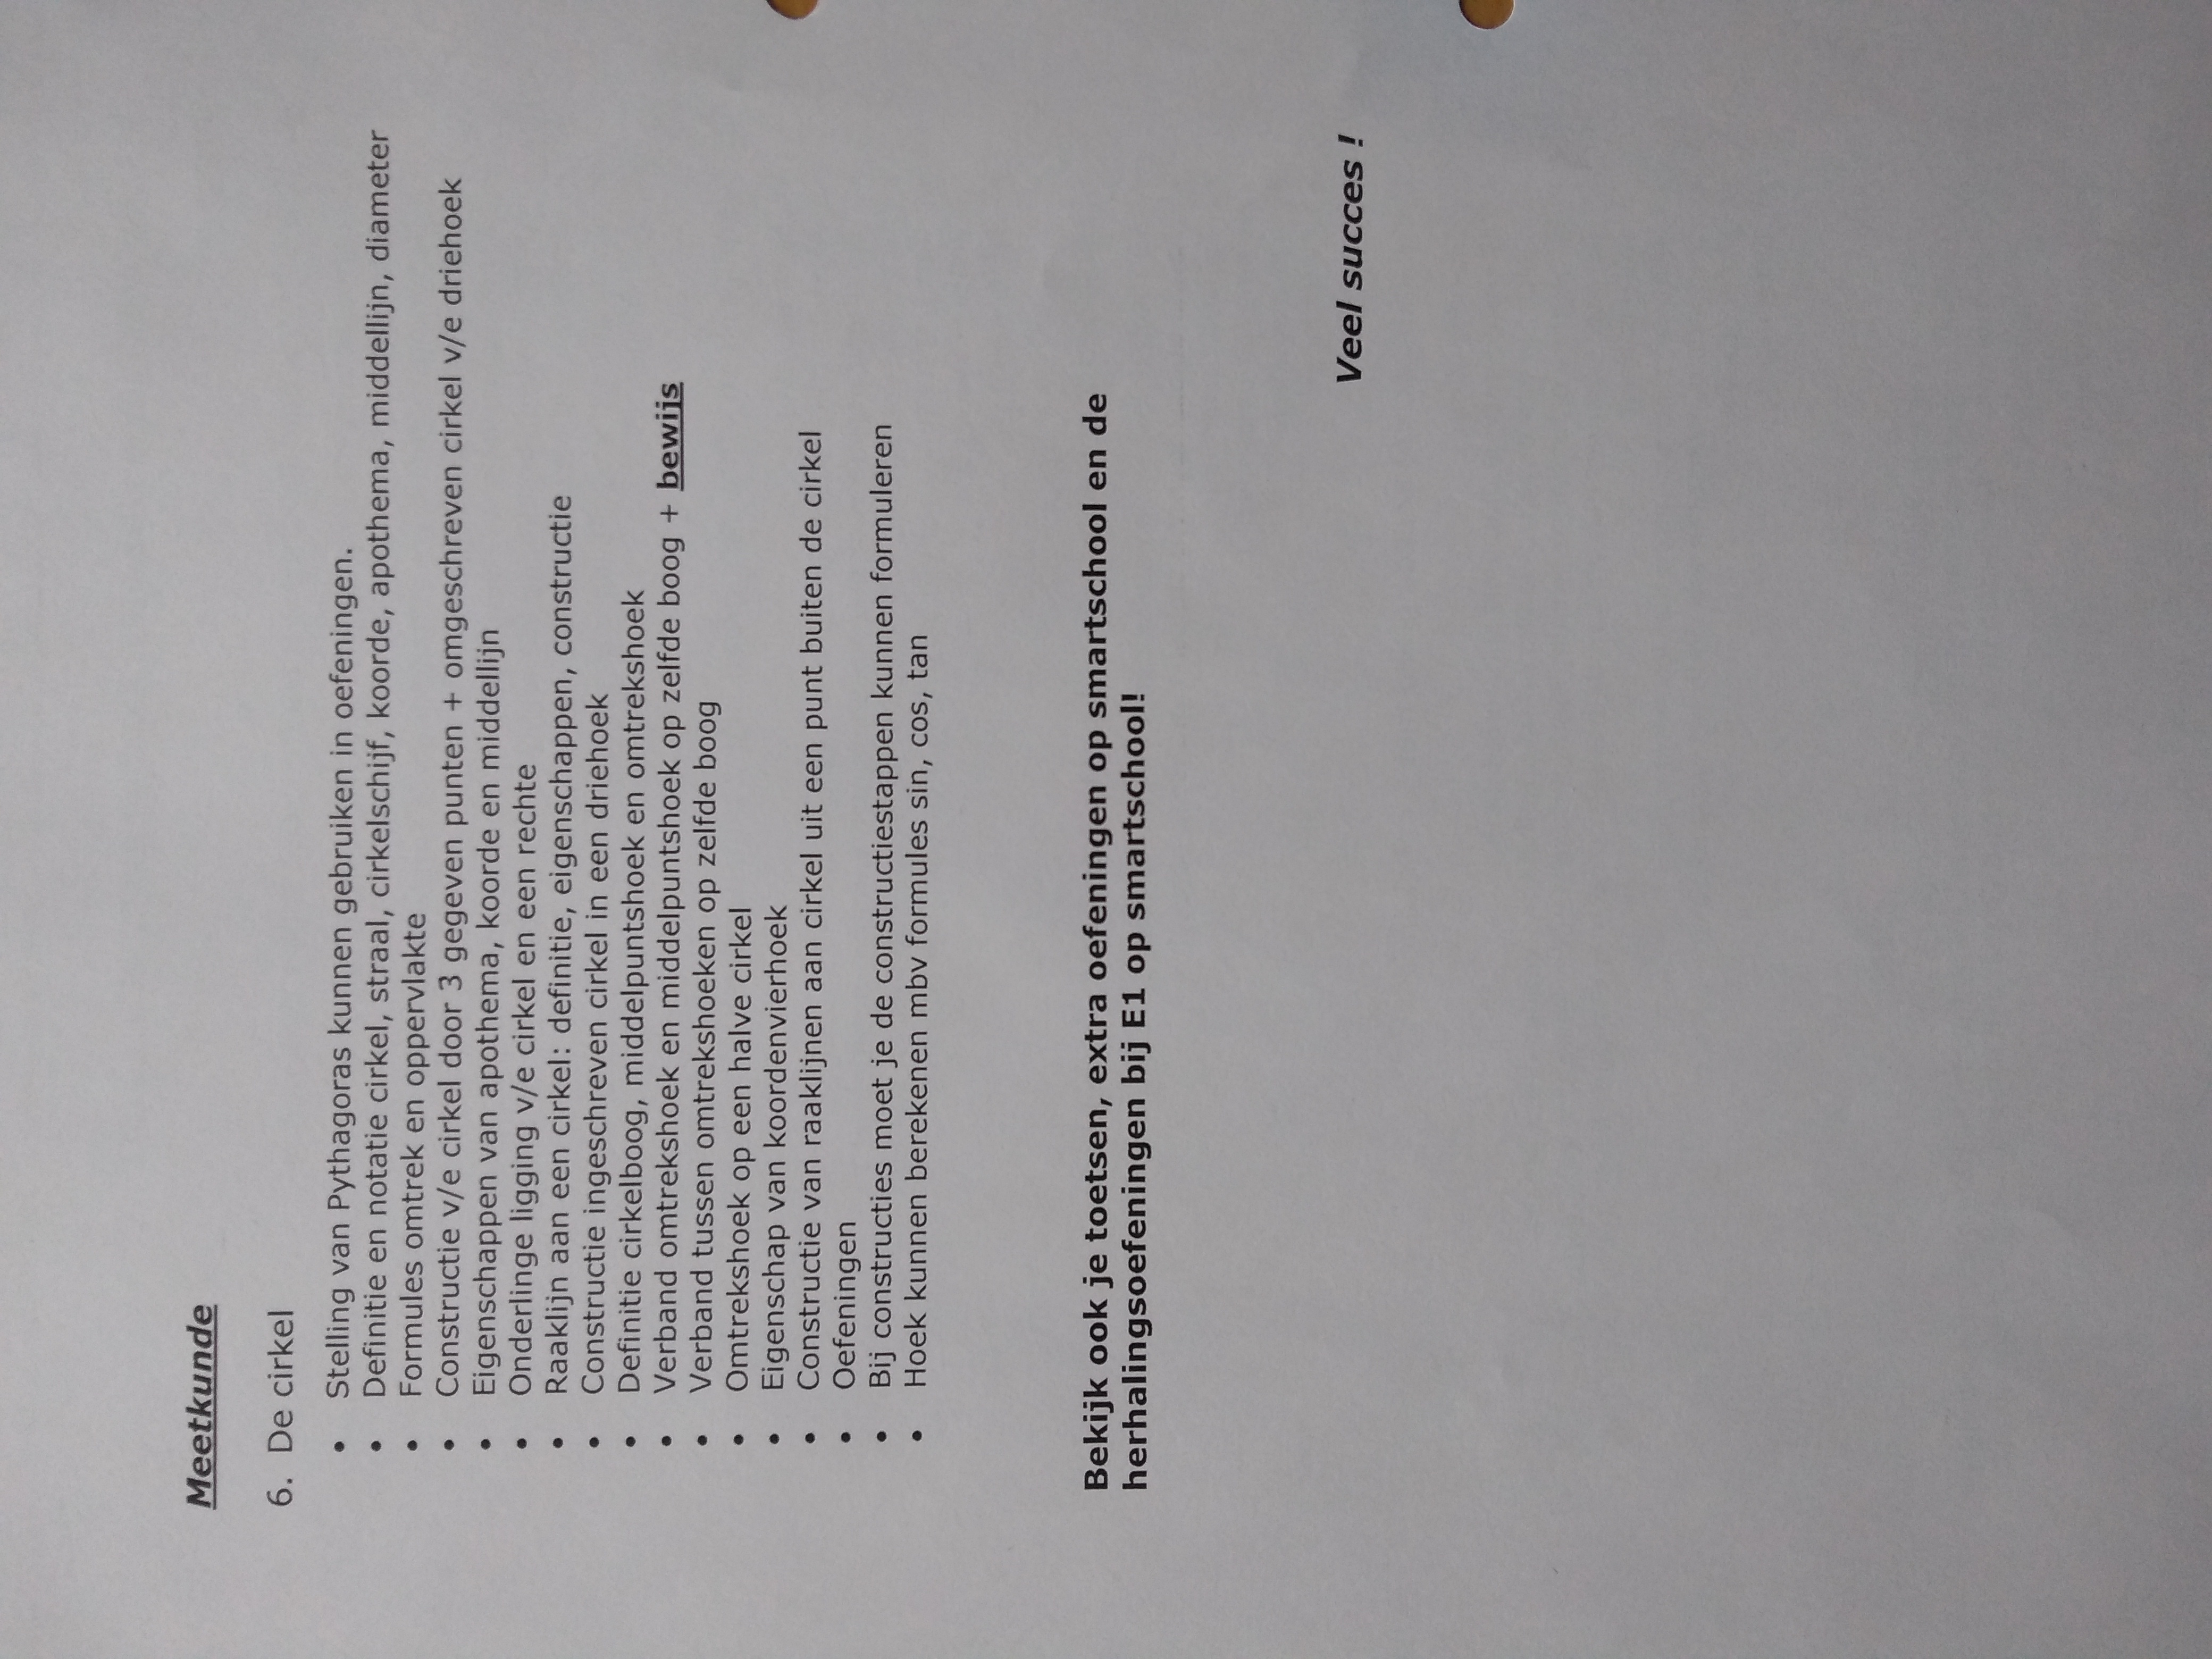 Meetkunde
6. De cirkel
• Stelling van Pythagoras kunnen gebruiken in oefeningen.
• Definitie en notatie cirkel, straal, cirkelschijf, koorde, apothema, middellijn, diameter
• Formules omtrek en oppervlakte
• Constructie v/e cirkel door 3 gegeven punten + omgeschreven cirkel v/e driehoek
• Eigenschappen van apothema, koorde en middellijn
• Onderlinge ligging v/e cirkel en een rechte
• Raaklijn aan een cirkel: definitie, eigenschappen, constructie
• Constructie ingeschreven cirkel in een driehoek
• Definitie cirkelboog, middelpuntshoek en omtrekshoek
• Verband omtrekshoek en middelpuntshoek op zelfde boog + bewijs
• Verband tussen omtrekshoeken op zelfde boog
• Omtrekshoek op een halve cirkel
• Eigenschap van koordenvierhoek
• Constructie van raaklijnen aan cirkel uit een punt buiten de cirkel
• Oefeningen
• Bij constructies moet je de constructiestappen kunnen formuleren
• Hoek kunnen berekenen mbv formules sin, cos, tan
Bekijk ook je toetsen, extra oefeningen op smartschool en de
herhalingsoefeningen bij E1 op smartschool!
Veel succes !